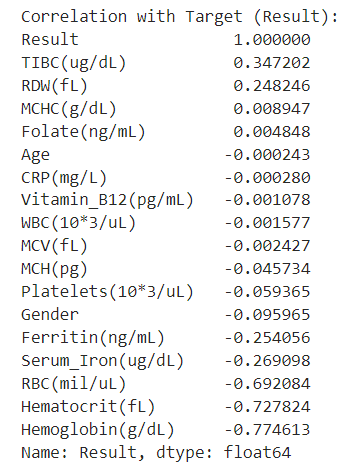 Correlation with Target (Result):
Result 1.000000
TIBC(ug/dL) 0.347202
RDW(fL) 0.248246
MCHC(g/dL) 0.008947
Folate(ng/mL) 0.004848
Age -0.000243
CRP(mg/L) -0.000280
Vitamin_B12(pg/mL) -0.001078
WBC(10*3/uL) -0.001577
MCV(fL) -0.002427
MCH(pg) -0.045734
Platelets(10*3/uL) -0.059365
Gender -0.095965
Ferritin(ng/mL) -0.254056
Serum_Iron(ug/dL) -0.269098
RBC(mil/uL) -0.692084
Hematocrit(fL) -0.727824
Hemoglobin(g/dL) -0.774613
Name: Result, dtype: float64